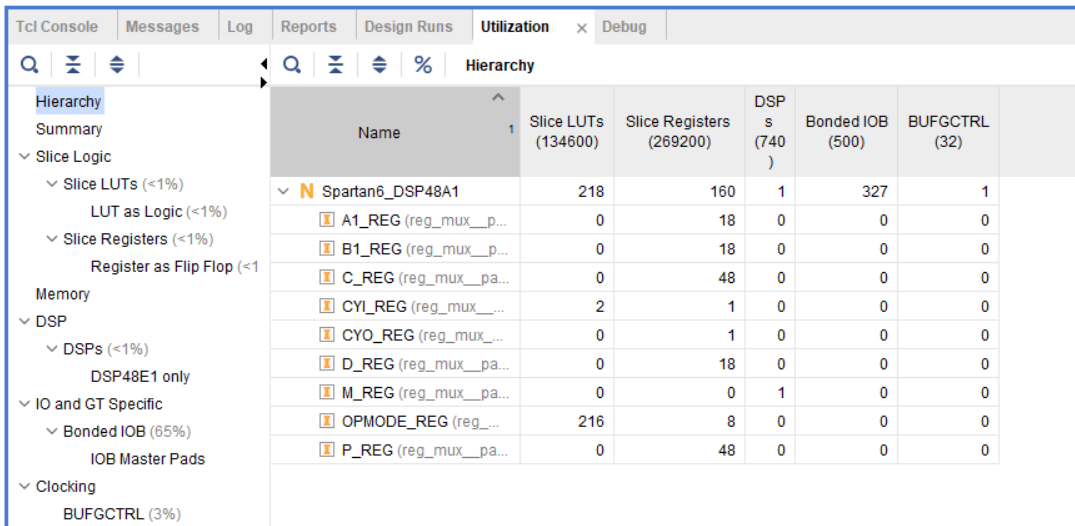 Tcl Console Messages Log Reports Design Runs Utilization × Debug
% Hierarchy
Hierarchy
Summary
Slice Logic
Slice LUTs (<1%)
LUT as Logic (<1%)
Slice Registers (<1%)
Register as Flip Flop (<1
Memory
DSP
DSPs (<1%)
DSP48E1 only
IO and GT Specific
Bonded IOB (65%)
IOB Master Pads
Clocking
BUFGCTRL (3%)
Name 1 Slice LUTs (134600) Slice Registers (269200) DSPs (740) Bonded IOB (500) BUFGCTRL (32)
N Spartan6_DSP48A1 218 160 1 327 1
I A1_REG (reg_mux__p... 0 18 0 0 0
I B1_REG (reg_mux__p... 0 18 0 0 0
I C_REG (reg_mux__pa... 0 48 0 0 0
I CYI_REG (reg_mux__... 2 1 0 0 0
I CYO_REG (reg_mux_... 0 1 0 0 0
I D_REG (reg_mux__pa... 0 18 0 0 0
I M_REG (reg_mux__pa... 0 0 1 0 0
I OPMODE_REG (reg_... 216 8 0 0 0
I P_REG (reg_mux__pa... 0 48 0 0 0